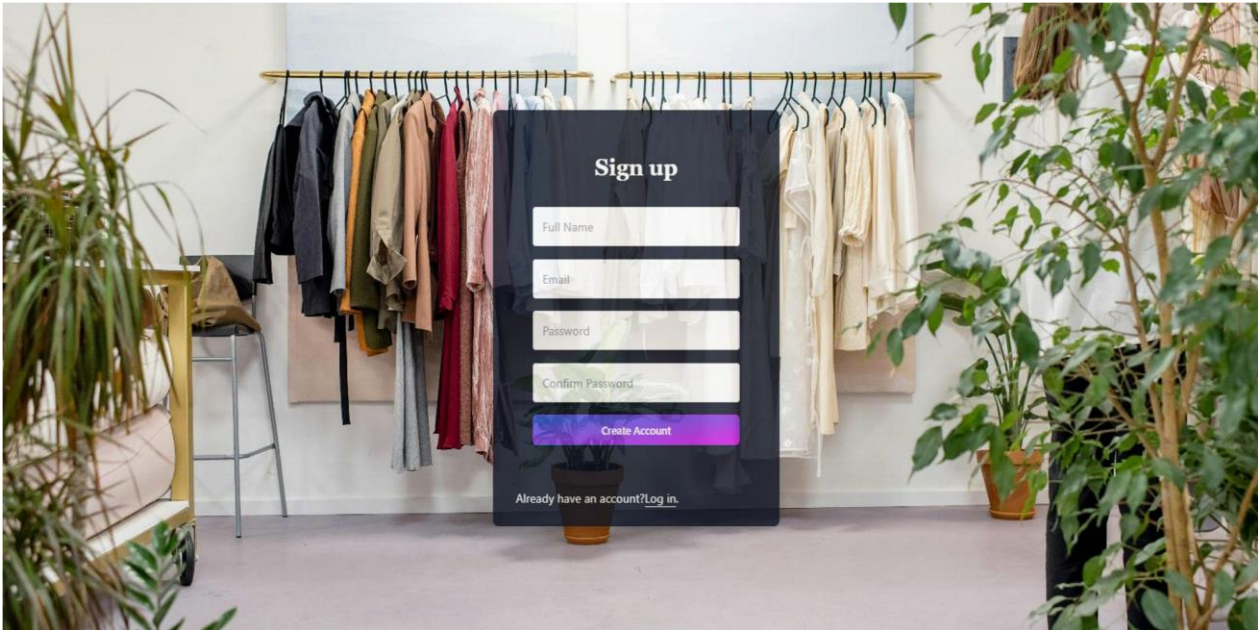 Sign up
Full Name
Email
Password
Confirm Password
Create Account
Already have an account?Log in.